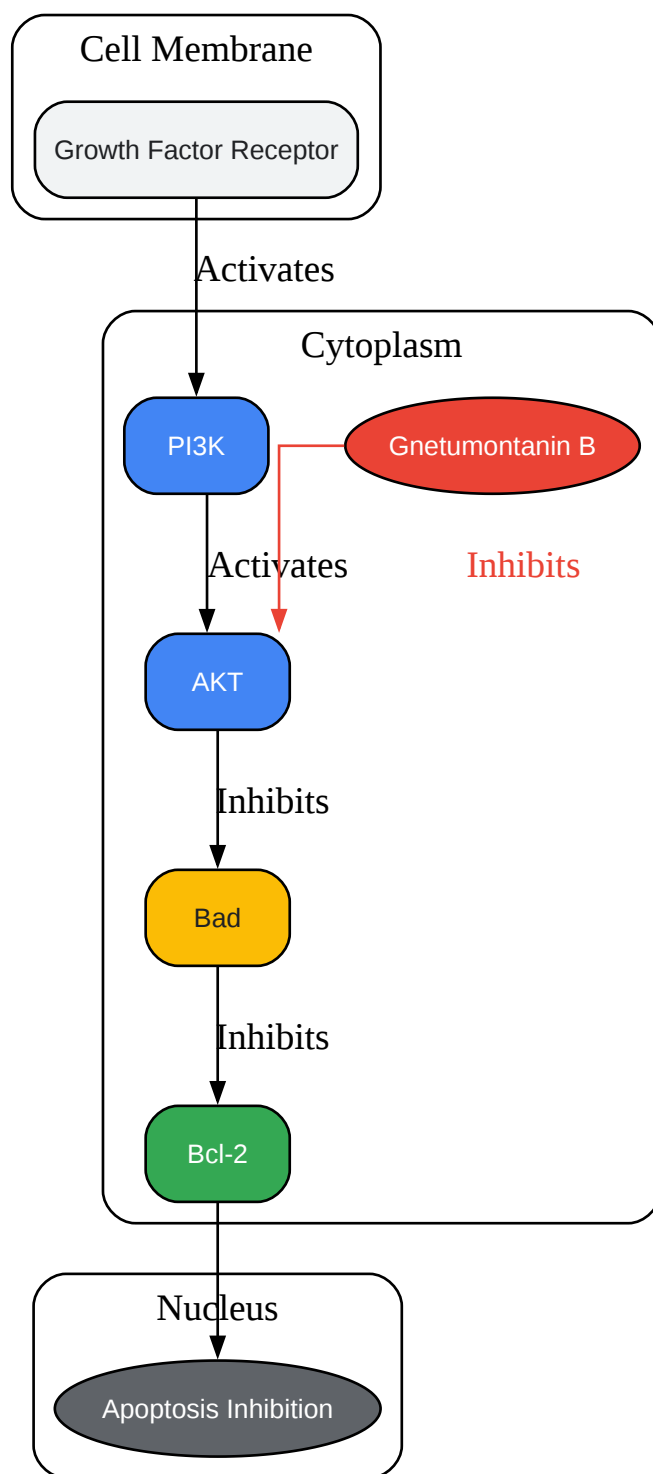 Cell Membrane
Growth Factor Receptor
Activates
Cytoplasm
PI3K
Gnetumontanin B
Activates
Inhibits
AKT
Inhibits
Bad
Inhibits
Bcl-2
Nucleus
Apoptosis Inhibition